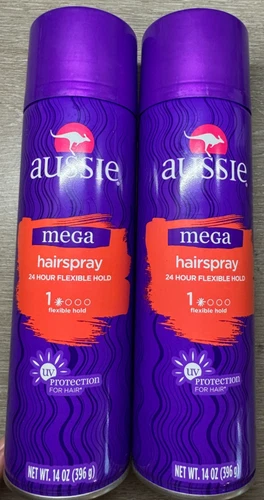 aussie
mega
hairspray
24 HOUR FLEXIBLE HOLD
1
flexible hold
UV
PROTECTION
FOR HAIR*
NET WT. 14 OZ (396 g)
aussie
mega
hairspray
24 HOUR FLEXIBLE HOLD
1
flexible hold
UV
PROTECTION
FOR HAIR*
NET WT. 14 OZ (396 g)